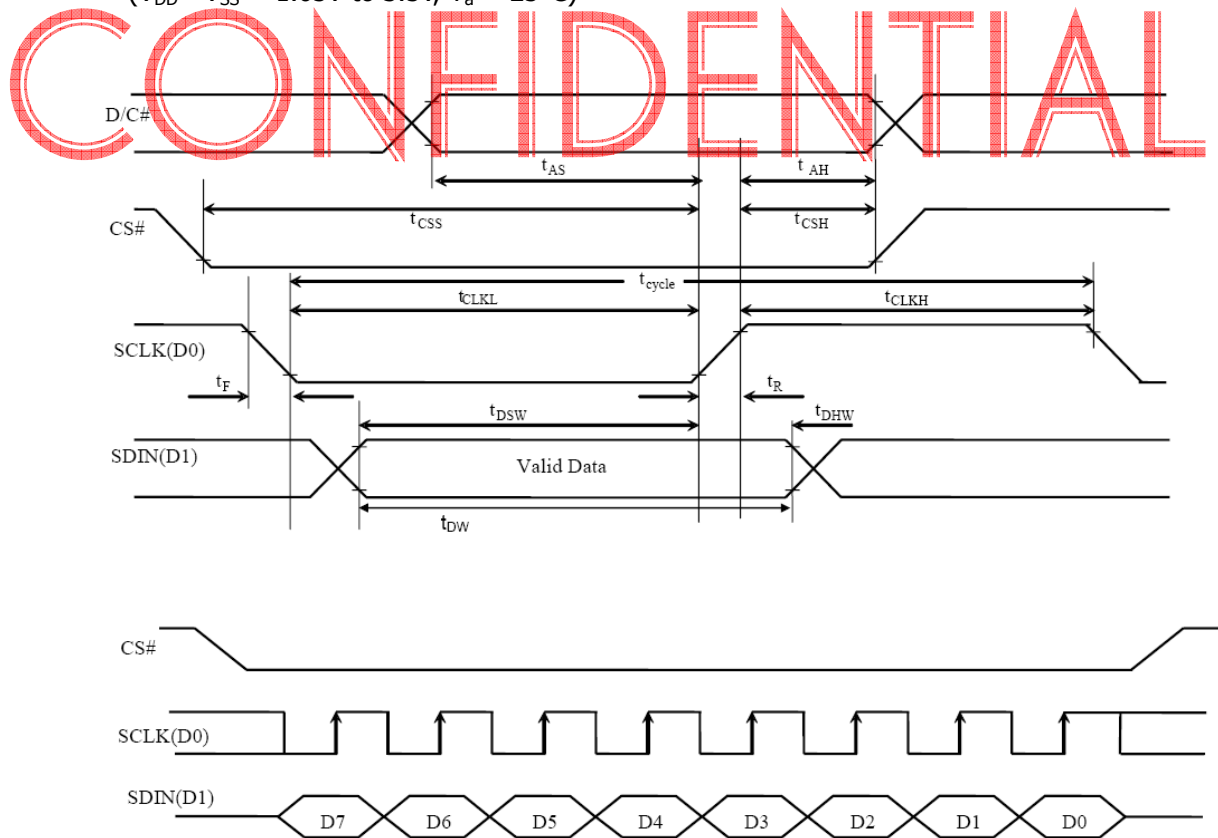 CONFIDENTIAL
D/C#
tAS
t AH
CS#
tCSS
tCSH
tcycle
tCLKL
tCLKH
SCLK(D0)
tF
tR
tDSW
tDHW
SDIN(D1)
Valid Data
tDW
CS#
SCLK(D0)
SDIN(D1)
D7 D6 D5 D4 D3 D2 D1 D0